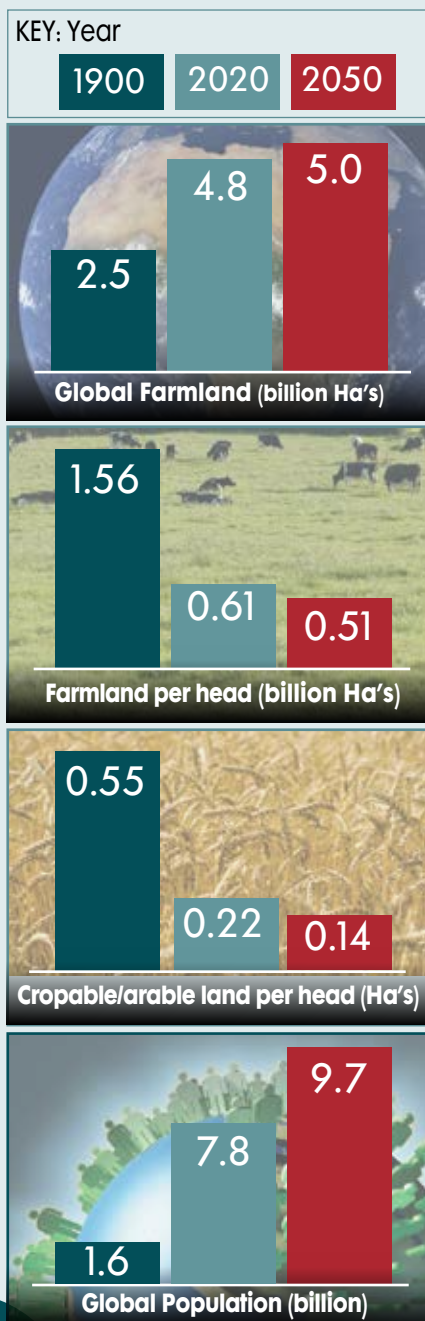 KEY: Year
1900 2020 2050
2.5 4.8 5.0
Global Farmland (billion Ha's)
1.56 0.61 0.51
Farmland per head (billion Ha's)
0.55 0.22 0.14
Cropable/arable land per head (Ha's)
1.6 7.8 9.7
Global Population (billion)